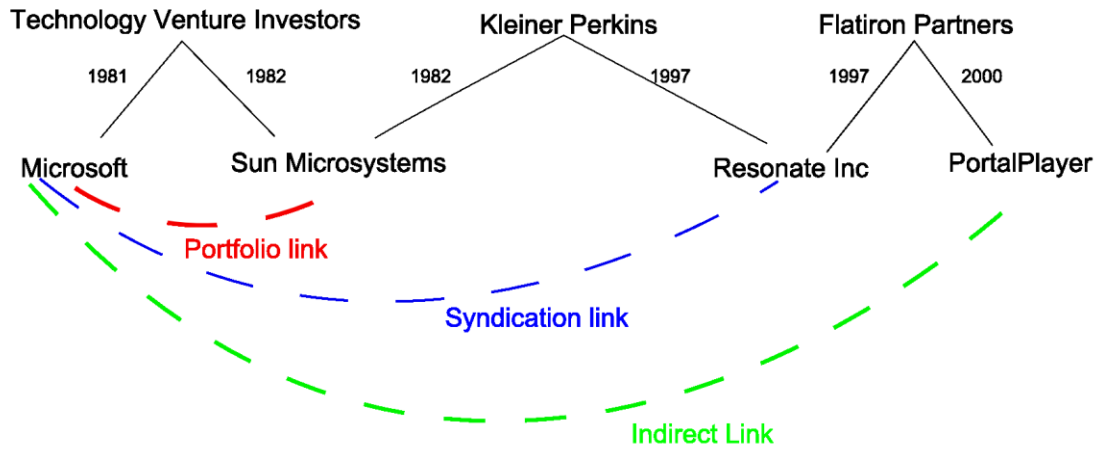 Technology Venture Investors Kleiner Perkins Flatiron Partners
1981 1982 1982 1997 1997 2000
Microsoft Sun Microsystems Resonate Inc PortalPlayer
Portfolio link
Syndication link
Indirect Link